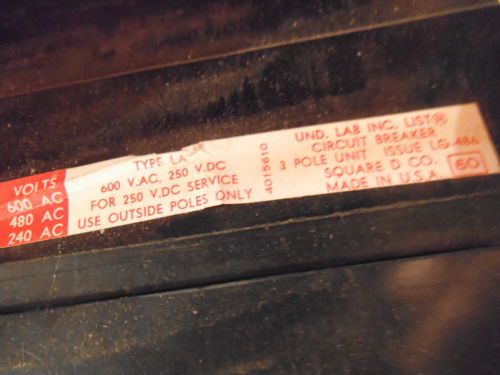 VOLTS
600 AC
480 AC
240 AC
TYPE LA
600 V.AC, 250 V.DC
FOR 250 V.DC SERVICE
USE OUTSIDE POLES ONLY
4015610
UND. LAB INC. LIST®
CIRCUIT BREAKER
3 POLE UNIT ISSUE LG-486
SQUARE D CO.
MADE IN U.S.A. 60